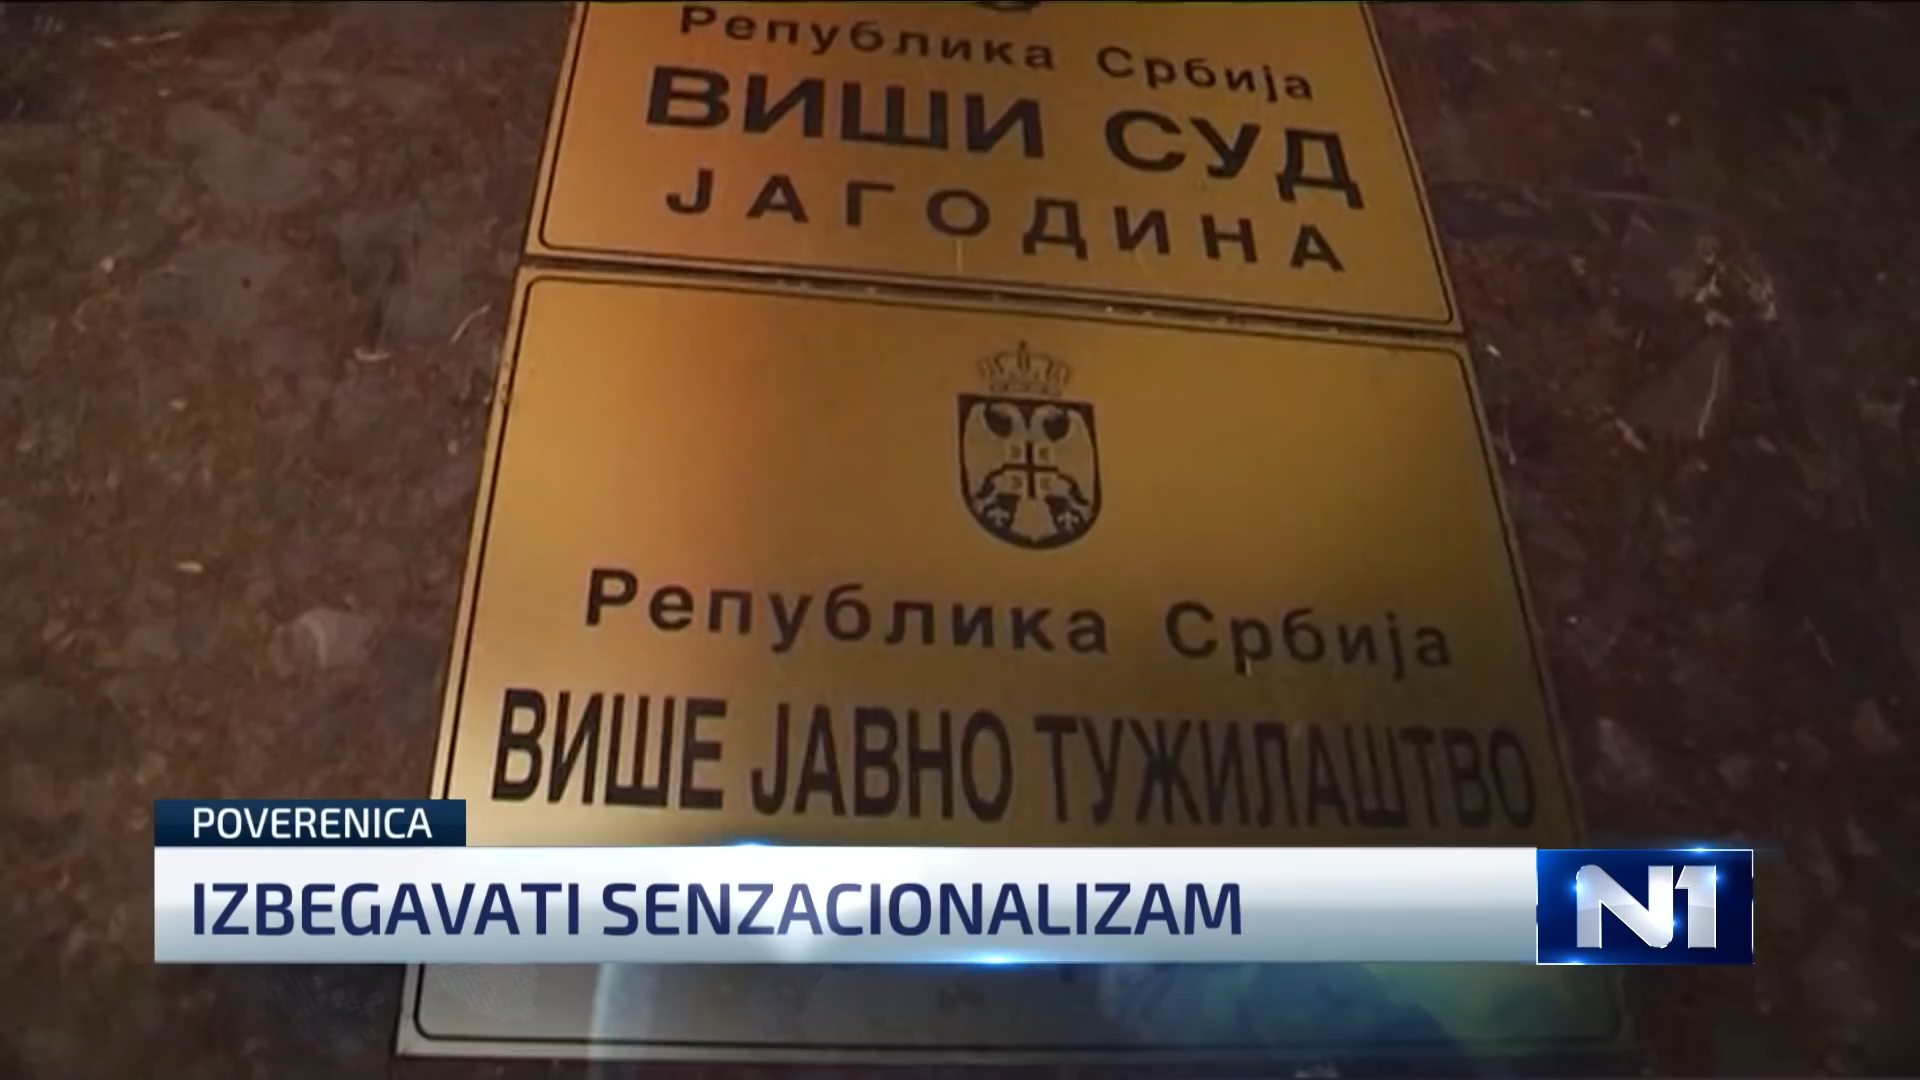 Република Србија
ВИШИ СУД
ЈАГОДИНА
Република Србија
ВИШЕ ЈАВНО ТУЖИЛАШТВО
POVERENICA
IZBEGAVATI SENZACIONALIZAM
N1